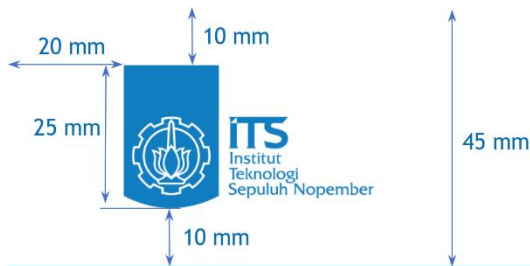 10 mm
20 mm
25 mm
iTS
Institut
Teknologi
Sepuluh Nopember
45 mm
10 mm